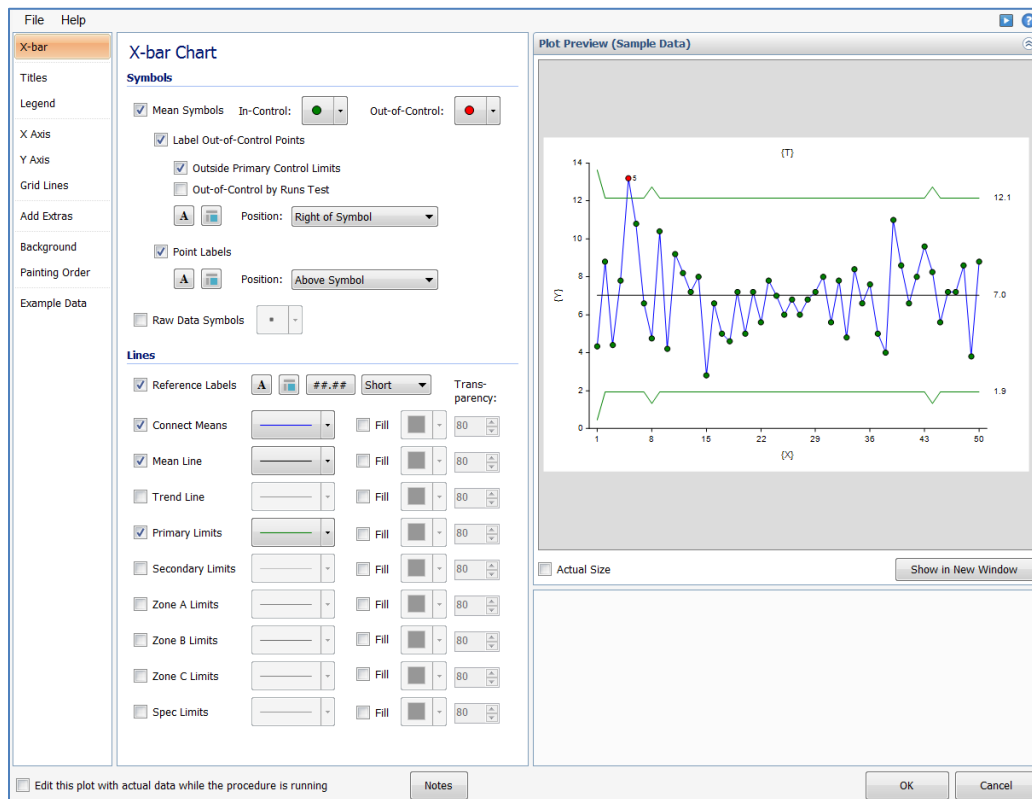 File Help
X-bar
Titles
Legend
X Axis
Y Axis
Grid Lines
Add Extras
Background
Painting Order
Example Data
X-bar Chart
Symbols
Mean Symbols In-Control: Out-of-Control:
Label Out-of-Control Points
Outside Primary Control Limits
Out-of-Control by Runs Test
A Position: Right of Symbol
Point Labels
A Position: Above Symbol
Raw Data Symbols
Lines
Reference Labels A ##.## Short Trans-
parency:
Connect Means Fill 80
Mean Line Fill 80
Trend Line Fill 80
Primary Limits Fill 80
Secondary Limits Fill 80
Zone A Limits Fill 80
Zone B Limits Fill 80
Zone C Limits Fill 80
Spec Limits Fill 80
Plot Preview (Sample Data)
{T}
14
5
12 12.1
10
8
{Y} 7.0
6
4
2 1.9
0
1 8 15 22 29 36 43 50
{X}
Actual Size Show in New Window
Edit this plot with actual data while the procedure is running Notes OK Cancel